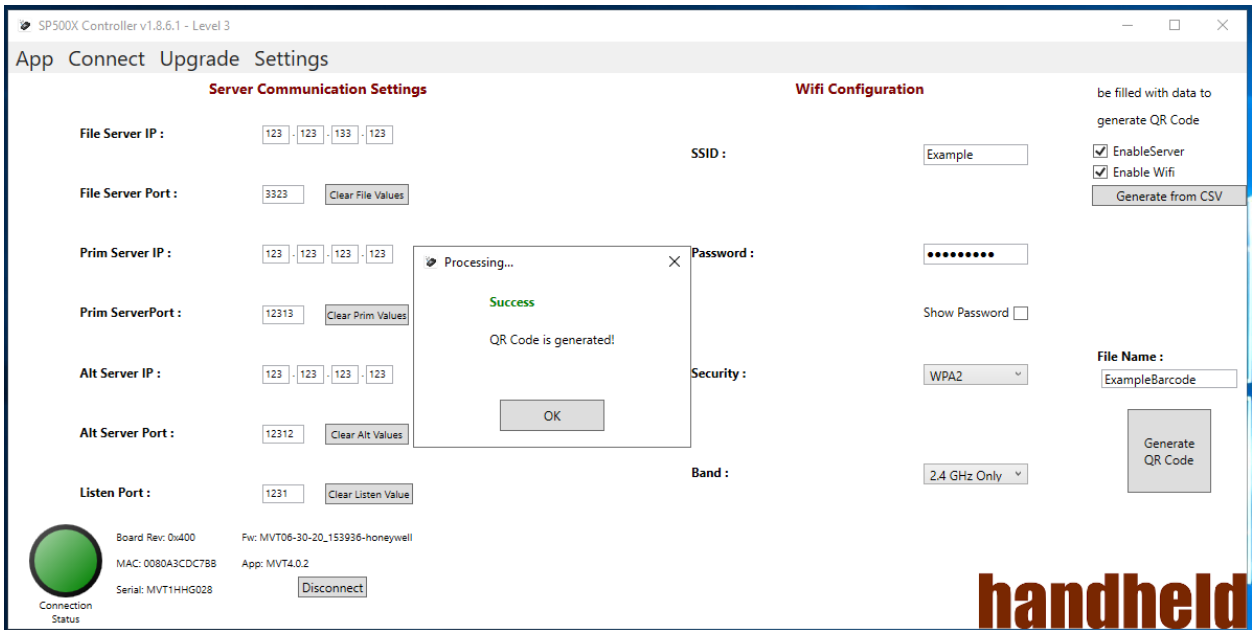 SP500X Controller v1.8.6.1 - Level 3
App Connect Upgrade Settings
Server Communication Settings
File Server IP : 123 . 123 . 133 . 123
File Server Port : 3323 Clear File Values
Prim Server IP : 123 . 123 . 123 . 123
Prim ServerPort : 12313 Clear Prim Values
Alt Server IP : 123 . 123 . 123 . 123
Alt Server Port : 12312 Clear Alt Values
Listen Port : 1231 Clear Listen Value
Processing...
Success
QR Code is generated!
OK
Wifi Configuration
SSID : Example
Password : •••••••••
Show Password
Security : WPA2
Band : 2.4 GHz Only
be filled with data to
generate QR Code
EnableServer
Enable Wifi
Generate from CSV
File Name :
ExampleBarcode
Generate
QR Code
Board Rev: 0x400 Fw: MVT06-30-20_153936-honeywell
MAC: 0080A3CDC7BB App: MVT4.0.2
Serial: MVT1HHG028 Disconnect
Connection
Status
handheld